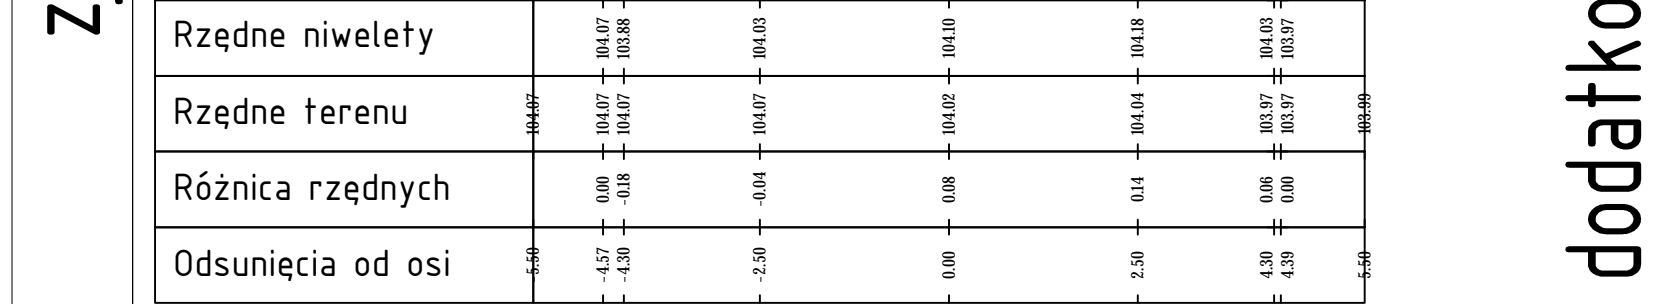 Rzędne niwelety 104.07 103.88 104.03 104.10 104.18 104.03 103.97
Rzędne terenu 104.07 104.07 104.07 104.07 104.02 104.04 103.97 103.97 103.99
Różnica rzędnych 0.00 -0.18 -0.04 0.08 0.14 0.06 0.00
Odsunięcia od osi -5.50 -4.57 -4.30 -2.50 0.00 2.50 4.30 4.39 5.50
dodatko